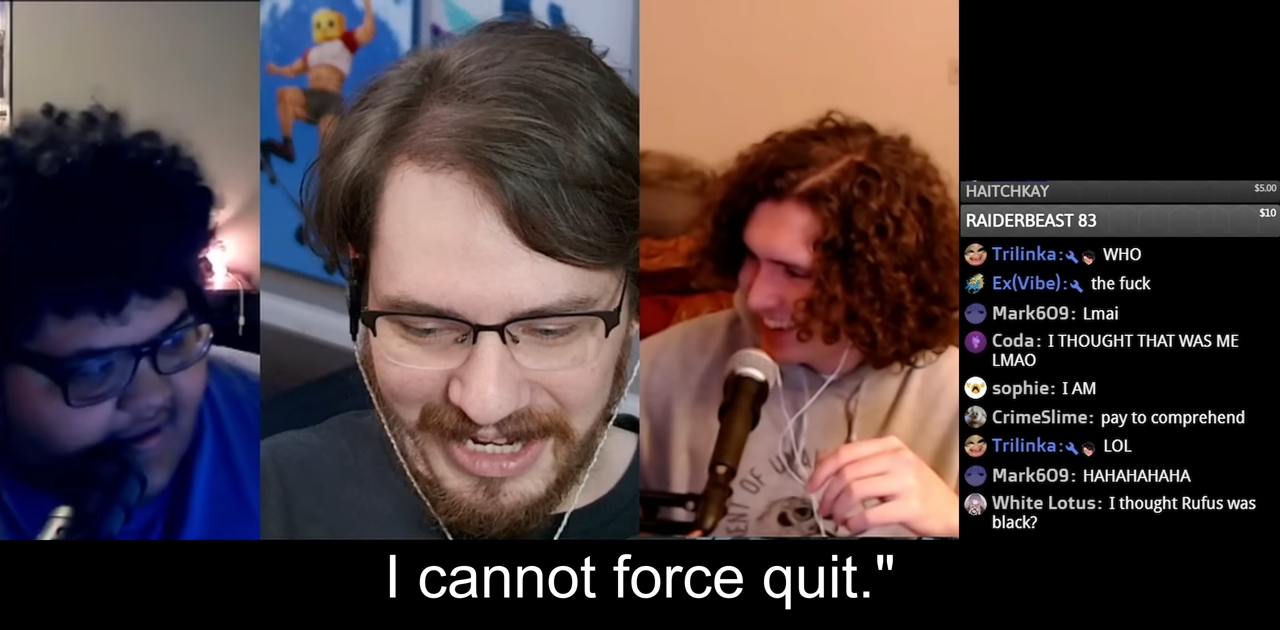 HAITCHKAY $5.00
RAIDERBEAST 83 $10
Trilinka: WHO
Ex(Vibe): the fuck
Mark609: Lmai
Coda: I THOUGHT THAT WAS ME
LMAO
sophie: I AM
CrimeSlime: pay to comprehend
Trilinka: LOL
Mark609: HAHAHAHAHA
White Lotus: I thought Rufus was
black?
I cannot force quit."